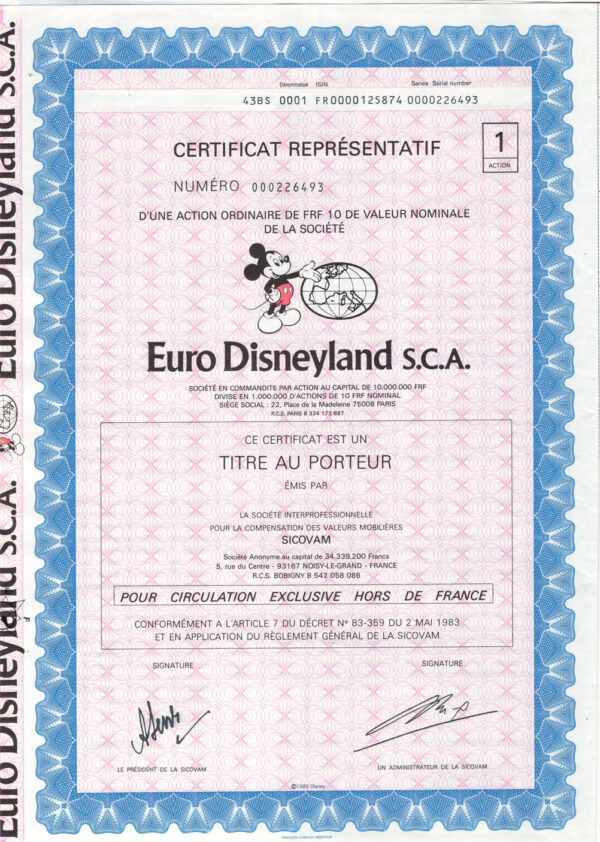 Dénomination ISIN Series Serial number
43BS 0001 FR0000125874 0000226493
CERTIFICAT REPRÉSENTATIF
1
ACTION
NUMÉRO 000226493
D'UNE ACTION ORDINAIRE DE FRF 10 DE VALEUR NOMINALE
DE LA SOCIÉTÉ
Euro Disneyland S.C.A.
SOCIÉTÉ EN COMMANDITE PAR ACTION AU CAPITAL DE 10.000.000 FRF
DIVISE EN 1.000.000 D'ACTIONS DE 10 FRF NOMINAL
SIÈGE SOCIAL : 22, Place de la Madeleine 75008 PARIS
R.C.S. PARIS B 334 173 887
CE CERTIFICAT EST UN
TITRE AU PORTEUR
ÉMIS PAR
LA SOCIÉTÉ INTERPROFESSIONNELLE
POUR LA COMPENSATION DES VALEURS MOBILIÈRES
SICOVAM
Société Anonyme au capital de 34.339.200 Francs
5, rue du Centre - 93167 NOISY-LE-GRAND - FRANCE
R.C.S. BOBIGNY B 542 058 086
POUR CIRCULATION EXCLUSIVE HORS DE FRANCE
CONFORMÉMENT A L'ARTICLE 7 DU DÉCRET Nº 83-359 DU 2 MAI 1983
ET EN APPLICATION DU RÈGLEMENT GÉNÉRAL DE LA SICOVAM
SIGNATURE SIGNATURE
LE PRÉSIDENT DE LA SICOVAM UN ADMINISTRATEUR DE LA SICOVAM
©1989 Disney
Euro Disneyland S.C.A.
Euro Disneyland S.C.A.